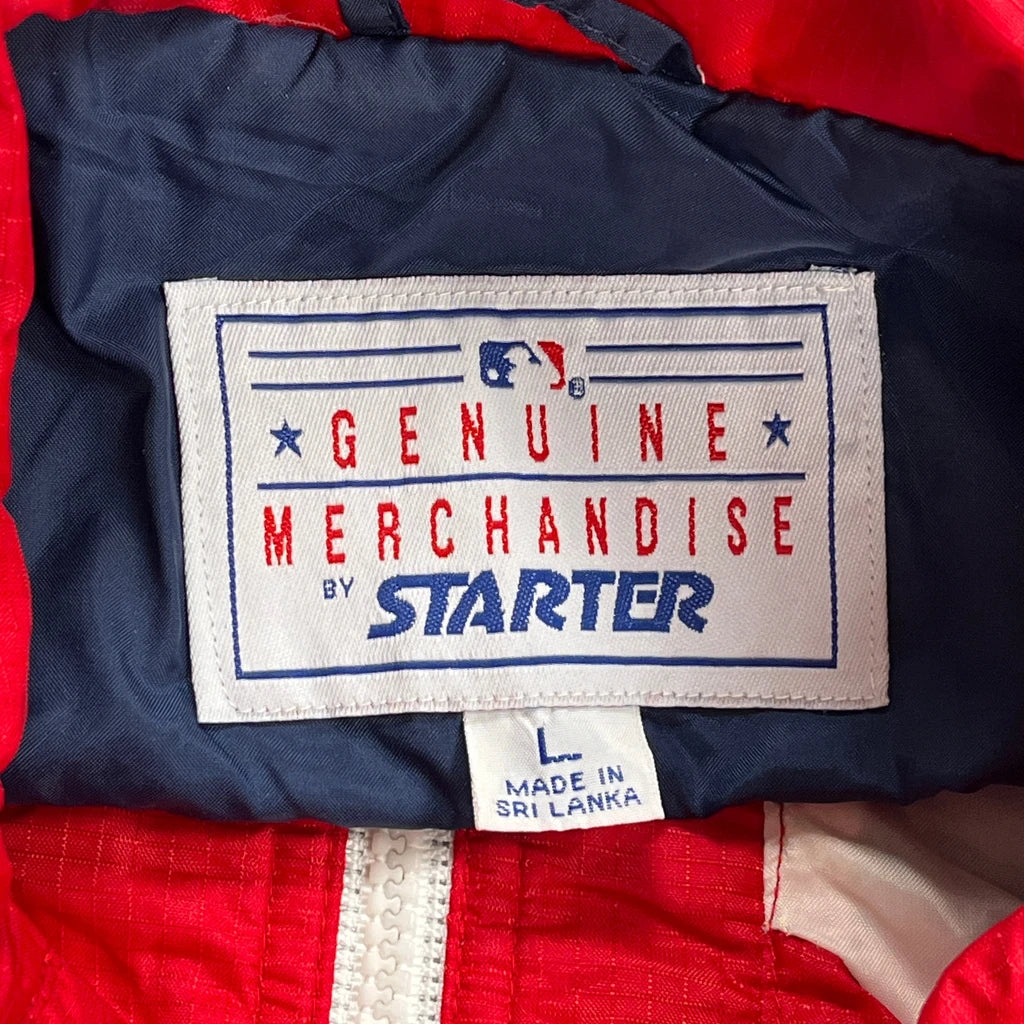 GENUINE
MERCHANDISE
BY STARTER
L
MADE IN
SRI LANKA